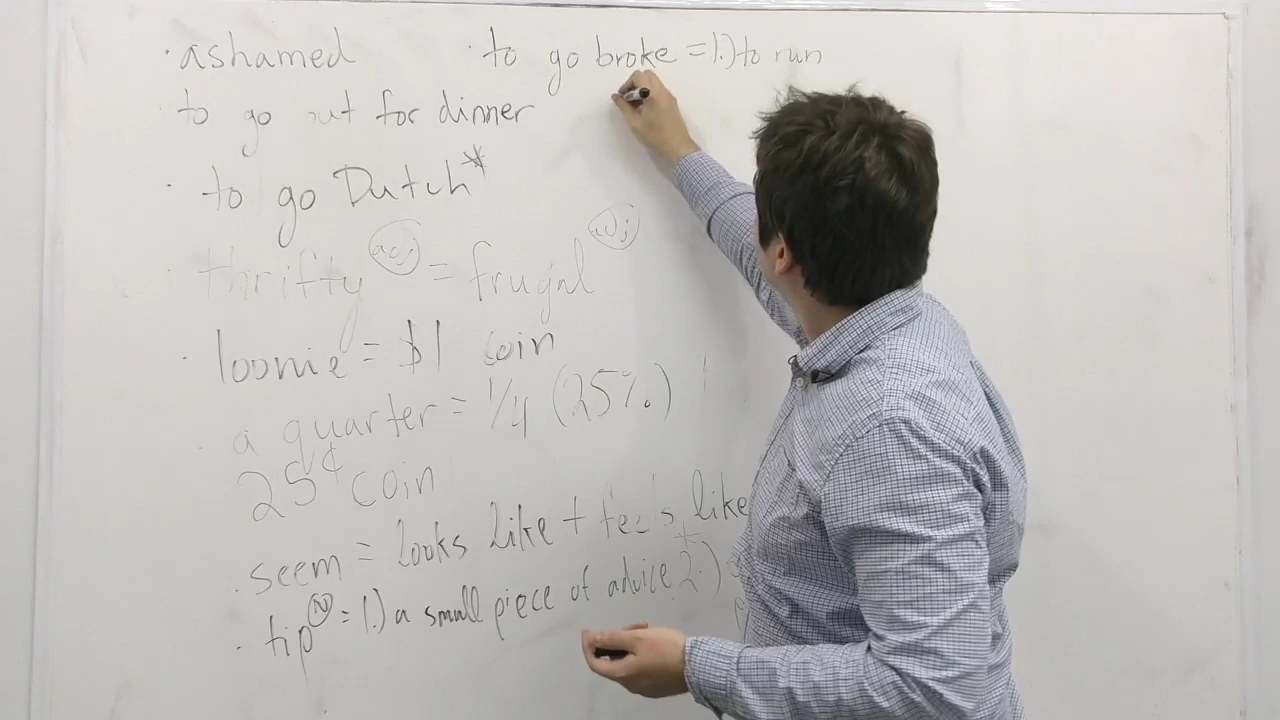 · ashamed
· to go broke = 1.) to run
to go out for dinner
· to go Dutch*
· thrifty (adj) = frugal (adj)
· loonie = $1 coin
· a quarter = 1/4 (25%)
25¢ coin
· seem = looks like + feels like
· tip (N) = 1.) a small piece of advice 2.)